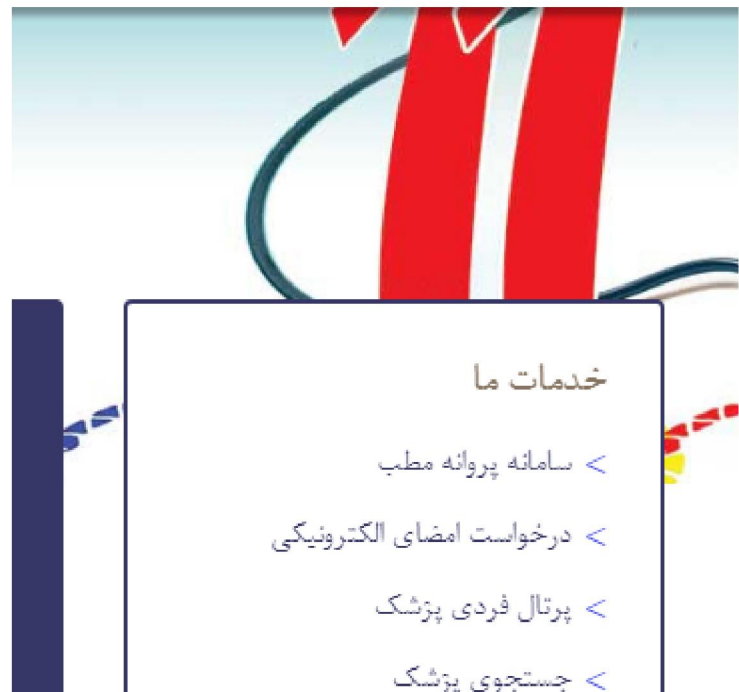 خدمات ما
> سامانه پروانه مطب
> درخواست امضای الکترونیکی
> پرتال فردی پزشک
> جستجوی پزشک